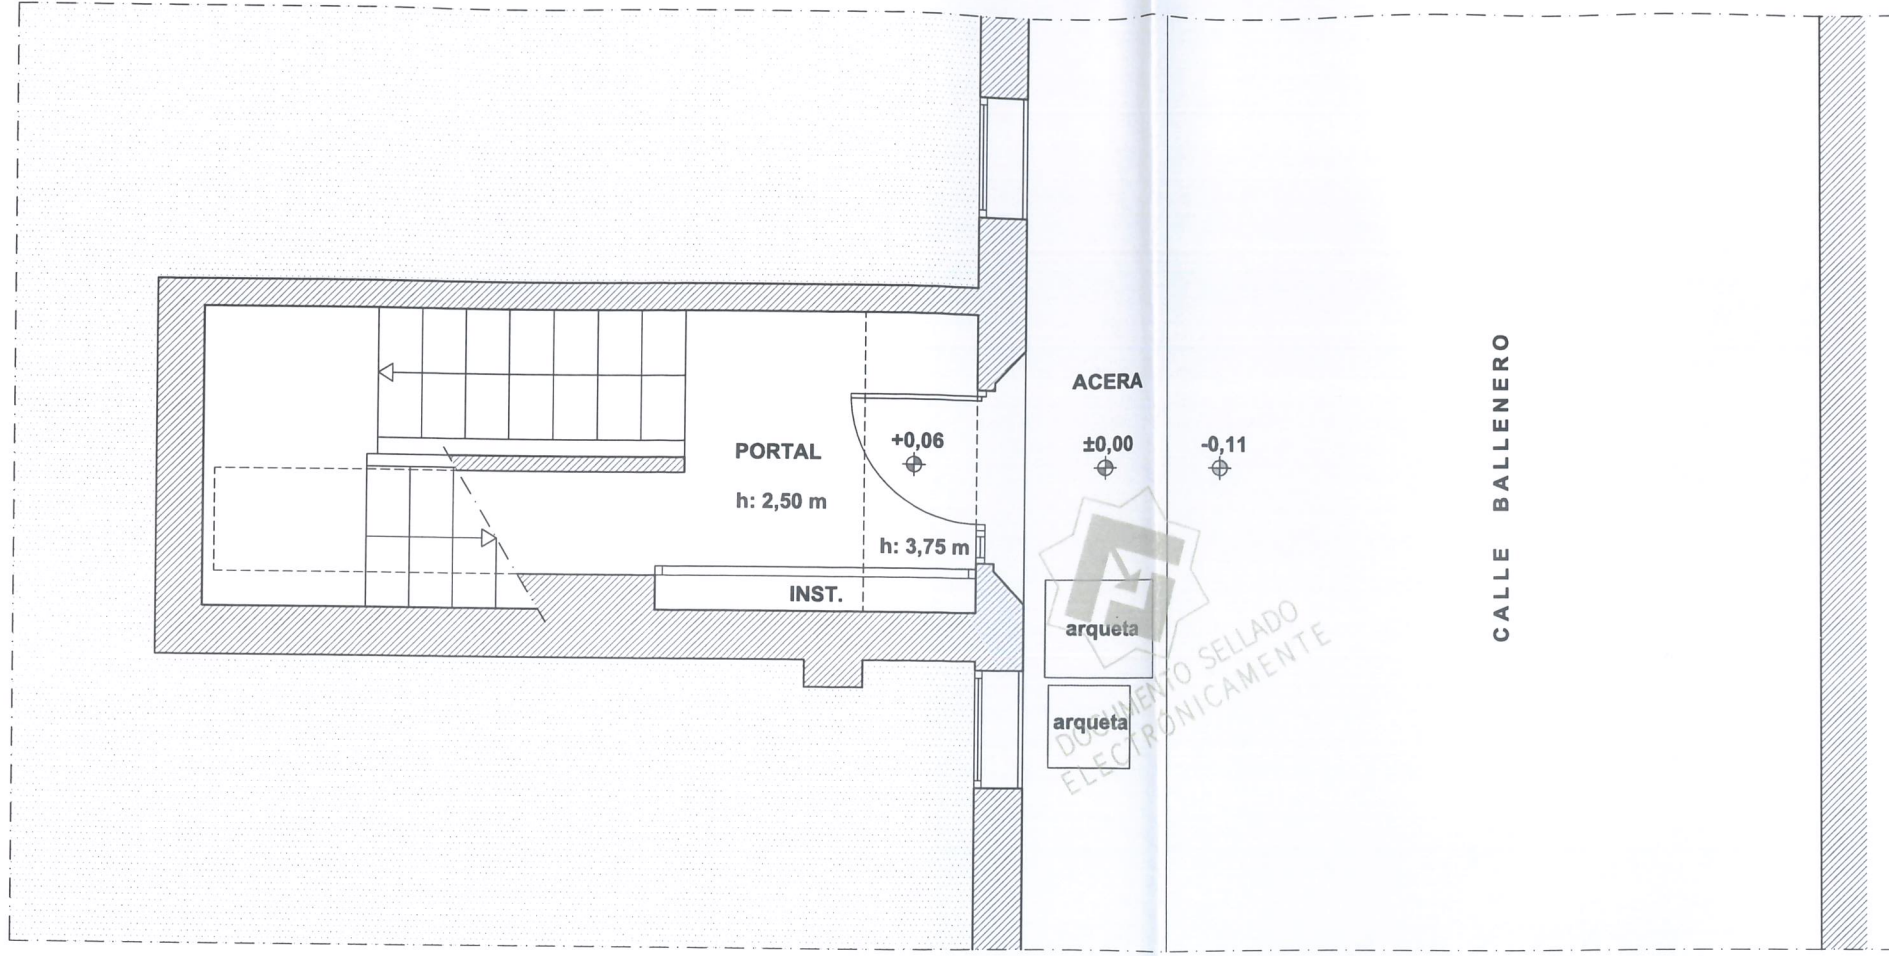 PORTAL
h: 2,50 m
+0,06
h: 3,75 m
INST.
ACERA
±0,00
-0,11
arqueta
arqueta
CALLE BALLENERO
DOCUMENTO SELLADO
ELECTRÓNICAMENTE